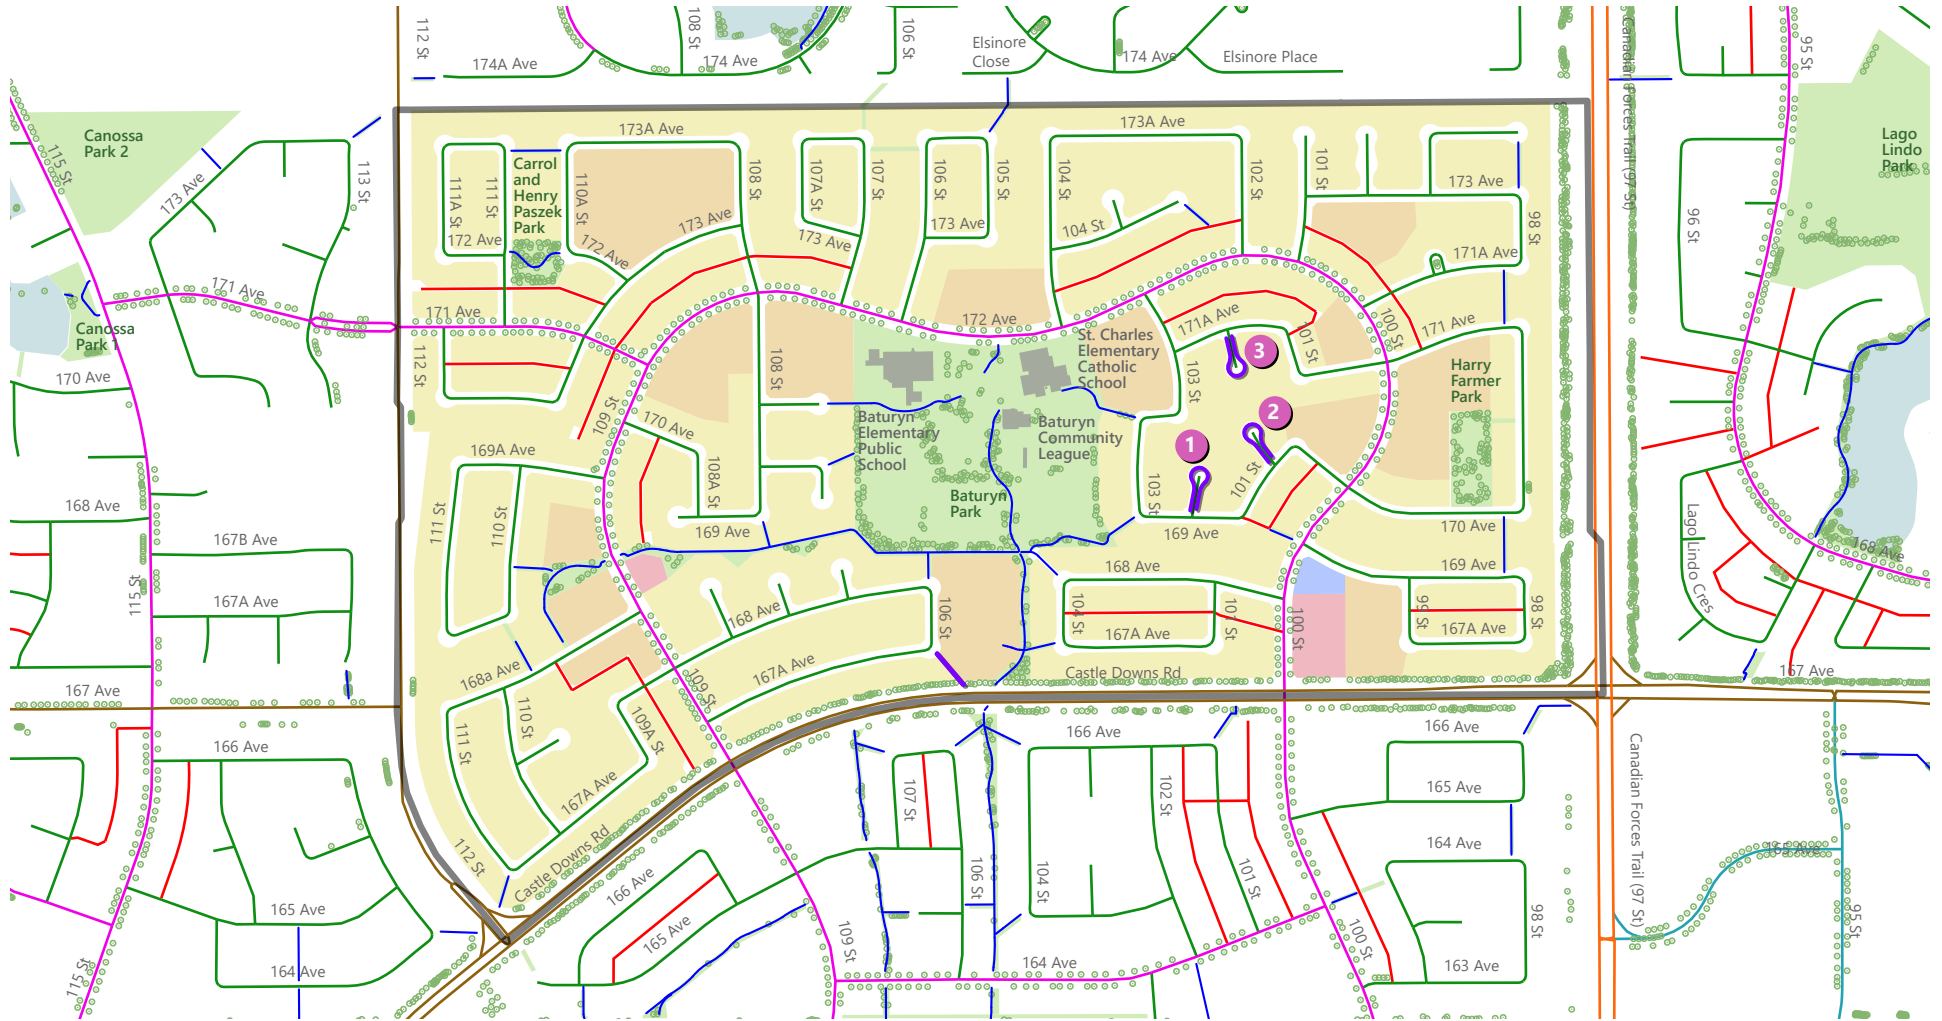 112 St
108 St
106 St
Elsinore
Close
174A Ave
174 Ave
174 Ave
Elsinore Place
Canadian Forces Trail (97 St)
95 St
Canossa
Park 2
115 St
113 St
173 Ave
173A Ave
173A Ave
Lago
Lindo
Park
111A St
111 St
Carrol
and
Henry
Paszek
Park
110A St
108 St
107A St
107 St
106 St
105 St
104 St
102 St
101 St
173 Ave
98 St
96 St
172 Ave
172 Ave
173 Ave
173 Ave
173 Ave
104 St
171A Ave
171 Ave
171 Ave
172 Ave
171A Ave
101 St
100 St
171 Ave
Canossa
Park 1
170 Ave
112 St
108 St
St. Charles
Elementary
Catholic
School
103 St
3
Harry
Farmer
Park
109 St
170 Ave
Baturyn
Elementary
Public
School
Baturyn
Community
League
2
1
169A Ave
108A St
101 St
103 St
Baturyn
Park
168 Ave
111 St
110 St
169 Ave
169 Ave
170 Ave
Lago Lindo Cres
168 Ave
167B Ave
168 Ave
169 Ave
115 St
167A Ave
168 Ave
106 St
104 St
101 St
100 St
99 St
98 St
167A Ave
167A Ave
168a Ave
167A Ave
Castle Downs Rd
167 Ave
167 Ave
109 St
110 St
111 St
109A St
166 Ave
166 Ave
166 Ave
Canadian Forces Trail (97 St)
107 St
102 St
165 Ave
167A Ave
Castle Downs Rd
112 St
164 Ave
165 Ave
166 Ave
106 St
104 St
101 St
165 Ave
165 Ave
109 St
100 St
98 St
95 St
115 St
164 Ave
164 Ave
163 Ave